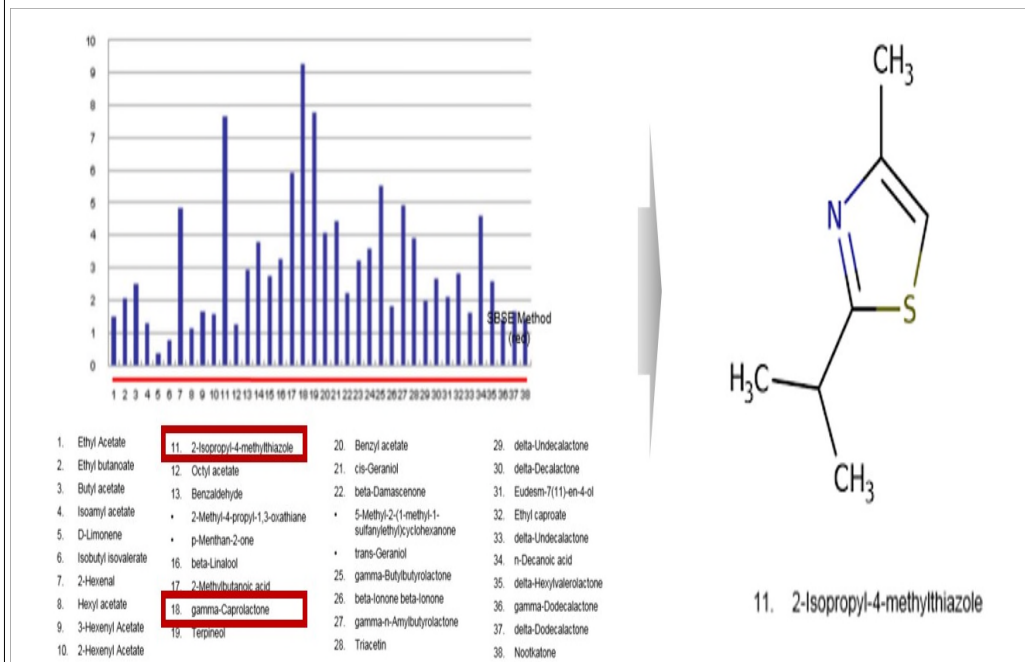 10
9
8
7
6
5
4
3
2
1
0
SBSE Method
(red)
1 2 3 4 5 6 7 8 9 10 11 12 13 14 15 16 17 18 19 20 21 22 23 24 25 26 27 28 29 30 31 32 33 34 35 36 37 38
1. Ethyl Acetate
2. Ethyl butanoate
3. Butyl acetate
4. Isoamyl acetate
5. D-Limonene
6. Isobutyl isovalerate
7. 2-Hexenal
8. Hexyl acetate
9. 3-Hexenyl Acetate
10. 2-Hexenyl Acetate
11. 2-Isopropyl-4-methylthiazole
12. Octyl acetate
13. Benzaldehyde
• 2-Methyl-4-propyl-1,3-oxathiane
• p-Menthan-2-one
16. beta-Linalool
17. 2-Methylbutanoic acid
18. gamma-Caprolactone
19. Terpineol
20. Benzyl acetate
21. cis-Geraniol
22. beta-Damascenone
• 5-Methyl-2-(1-methyl-1-
sulfanylethyl)cyclohexanone
• trans-Geraniol
25. gamma-Butylbutyrolactone
26. beta-Ionone beta-Ionone
27. gamma-n-Amylbutyrolactone
28. Triacetin
29. delta-Undecalactone
30. delta-Decalactone
31. Eudesm-7(11)-en-4-ol
32. Ethyl caproate
33. delta-Undecalactone
34. n-Decanoic acid
35. delta-Hexylvalerolactone
36. gamma-Dodecalactone
37. delta-Dodecalactone
38. Nootkatone
CH3
N
S
H3C
CH3
11. 2-Isopropyl-4-methylthiazole